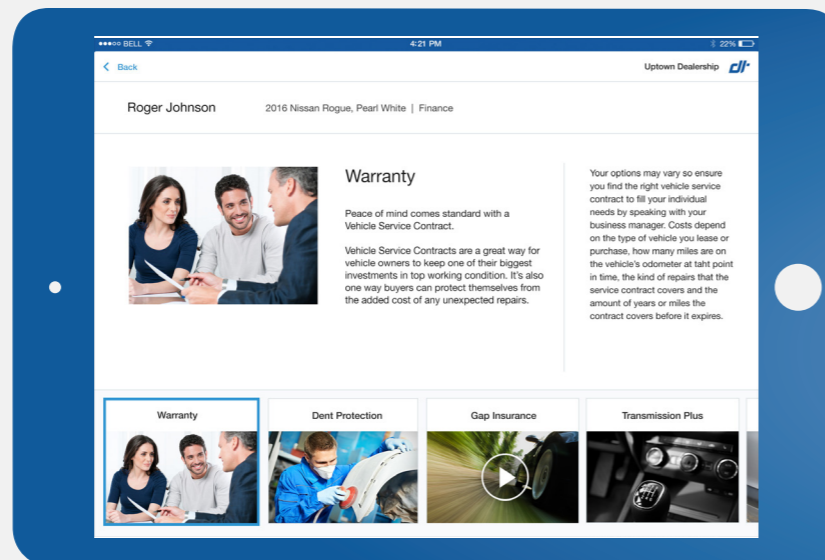 BELL
4:21 PM
22%
Back
Uptown Dealership
dlr
Roger Johnson
2016 Nissan Rogue, Pearl White | Finance
Warranty
Peace of mind comes standard with a
Vehicle Service Contract.
Vehicle Service Contracts are a great way for
vehicle owners to keep one of their biggest
investments in top working condition. It's also
one way buyers can protect themselves from
the added cost of any unexpected repairs.
Your options may vary so ensure
you find the right vehicle service
contract to fill your individual
needs by speaking with your
business manager. Costs depend
on the type of vehicle you lease or
purchase, how many miles are on
the vehicle's odometer at taht point
in time, the kind of repairs that the
service contract covers and the
amount of years or miles the
contract covers before it expires.
Warranty
Dent Protection
Gap Insurance
Transmission Plus